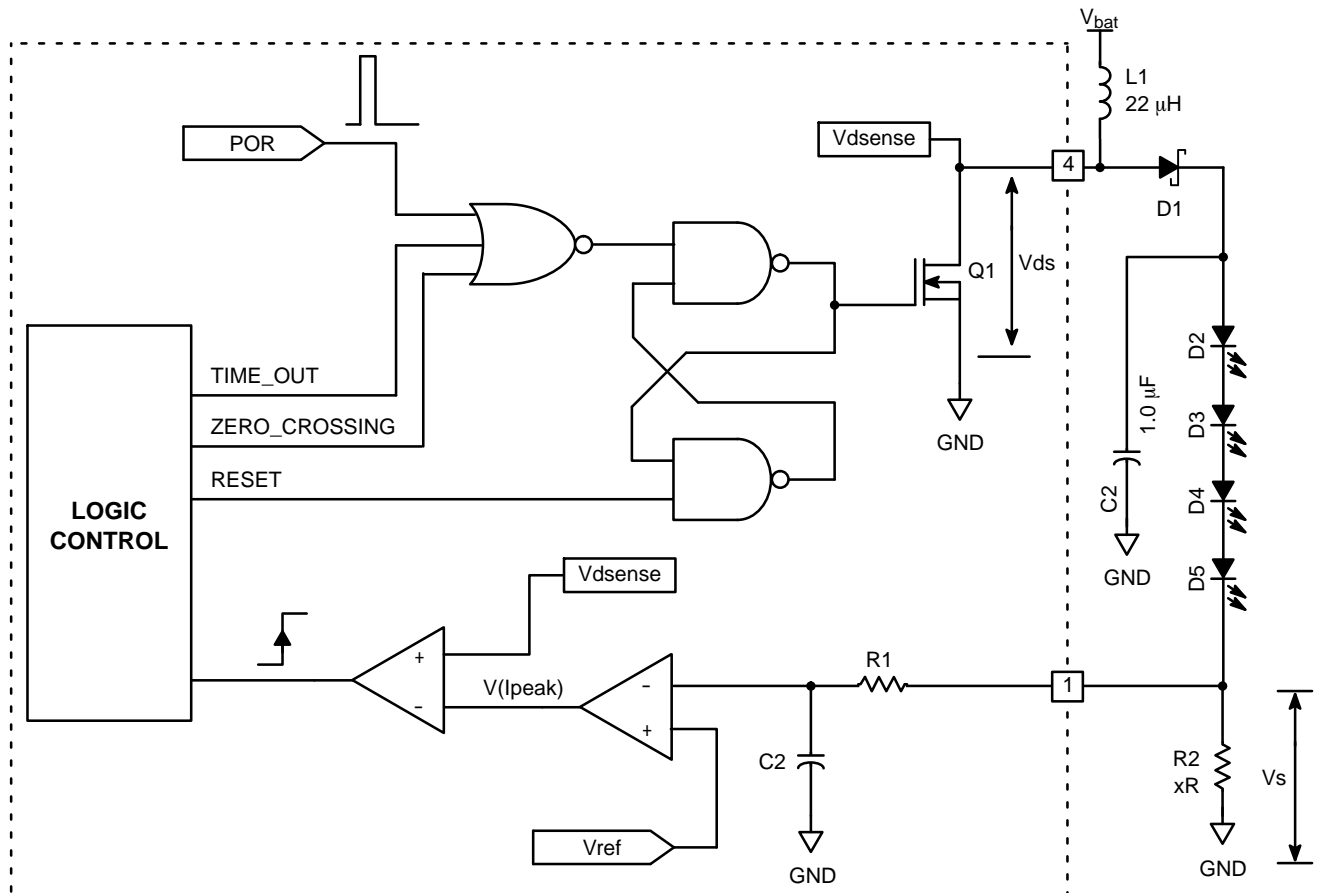 Vbat
L1
22 μH
POR
Vdsense
4
D1
Q1
Vds
D2
TIME_OUT
1.0 μF
D3
ZERO_CROSSING
GND
RESET
D4
C2
LOGIC
CONTROL
GND
D5
Vdsense
+
R1
V(Ipeak)
-
1
-
+
C2
R2
xR
Vs
Vref
GND
GND